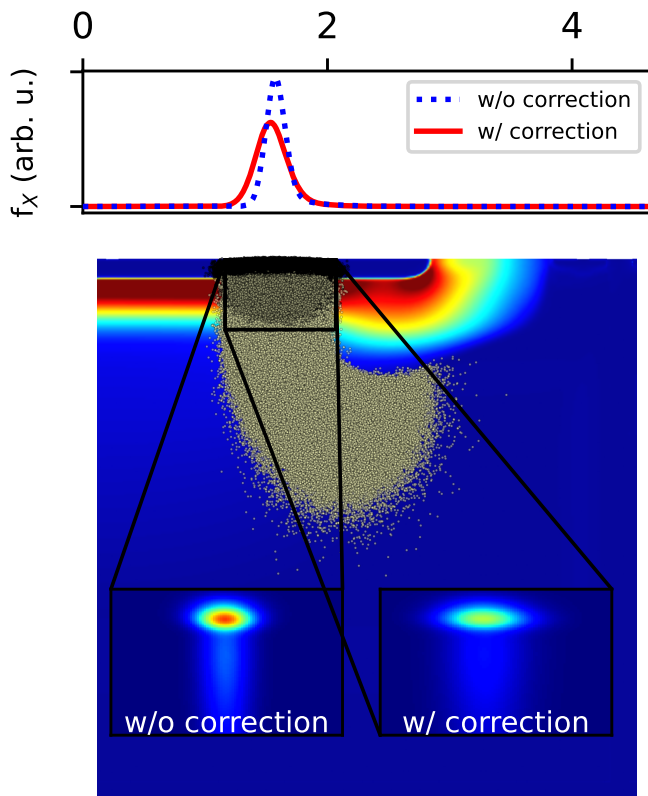 0 2 4
f_X (arb. u.)
w/o correction
w/ correction
w/o correction
w/ correction